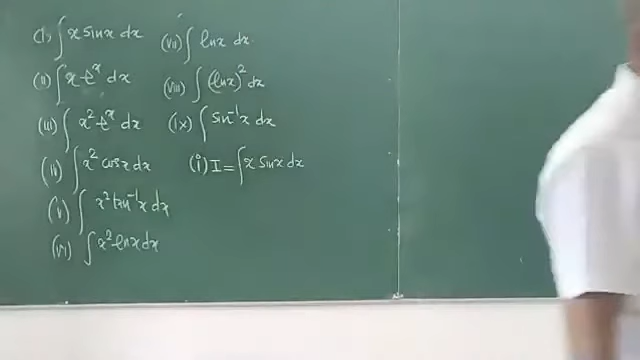 (i) ∫ x sinx dx
(ii) ∫ x e^x dx
(iii) ∫ x² e^x dx
(iv) ∫ x² cosx dx
(v) ∫ x² tan⁻¹x dx
(vi) ∫ x² lnx dx
(vii) ∫ lnx dx
(viii) ∫ (lnx)² dx
(ix) ∫ sin⁻¹x dx
(i) I = ∫ x sinx dx